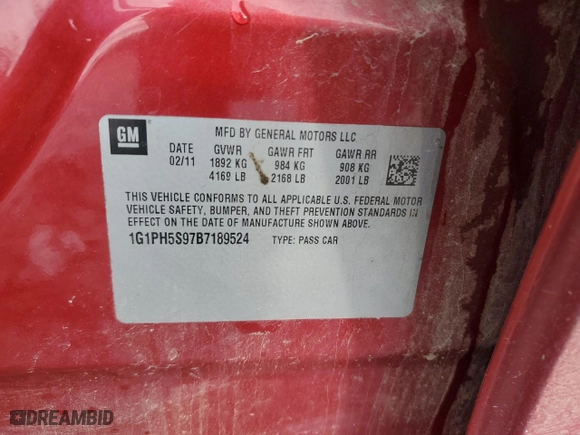 GM
MFD BY GENERAL MOTORS LLC
DATE GVWR GAWR FRT GAWR RR
02/11 1892 KG 984 KG 908 KG
4169 LB 2168 LB 2001 LB
THIS VEHICLE CONFORMS TO ALL APPLICABLE U.S. FEDERAL MOTOR
VEHICLE SAFETY, BUMPER, AND THEFT PREVENTION STANDARDS IN
EFFECT ON THE DATE OF MANUFACTURE SHOWN ABOVE.
1G1PH5S97B7189524 TYPE: PASS CAR
DREAMBID